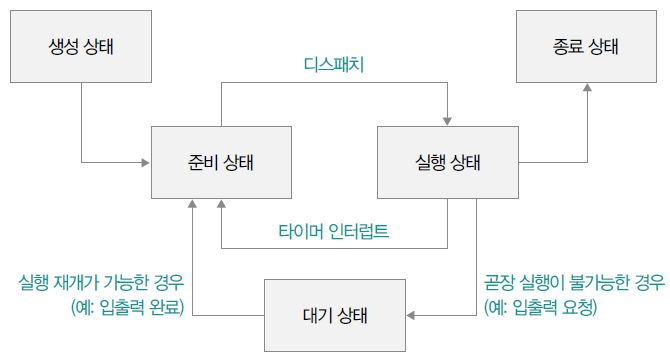 생성 상태
종료 상태
디스패치
준비 상태
실행 상태
타이머 인터럽트
실행 재개가 가능한 경우
(예: 입출력 완료)
대기 상태
곧장 실행이 불가능한 경우
(예: 입출력 요청)